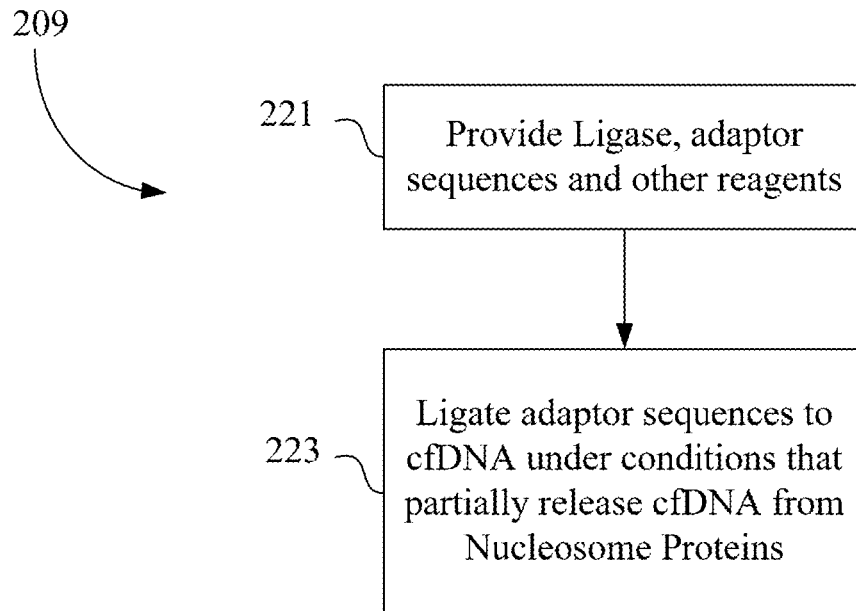 209
221
Provide Ligase, adaptor
sequences and other reagents
223
Ligate adaptor sequences to
cfDNA under conditions that
partially release cfDNA from
Nucleosome Proteins